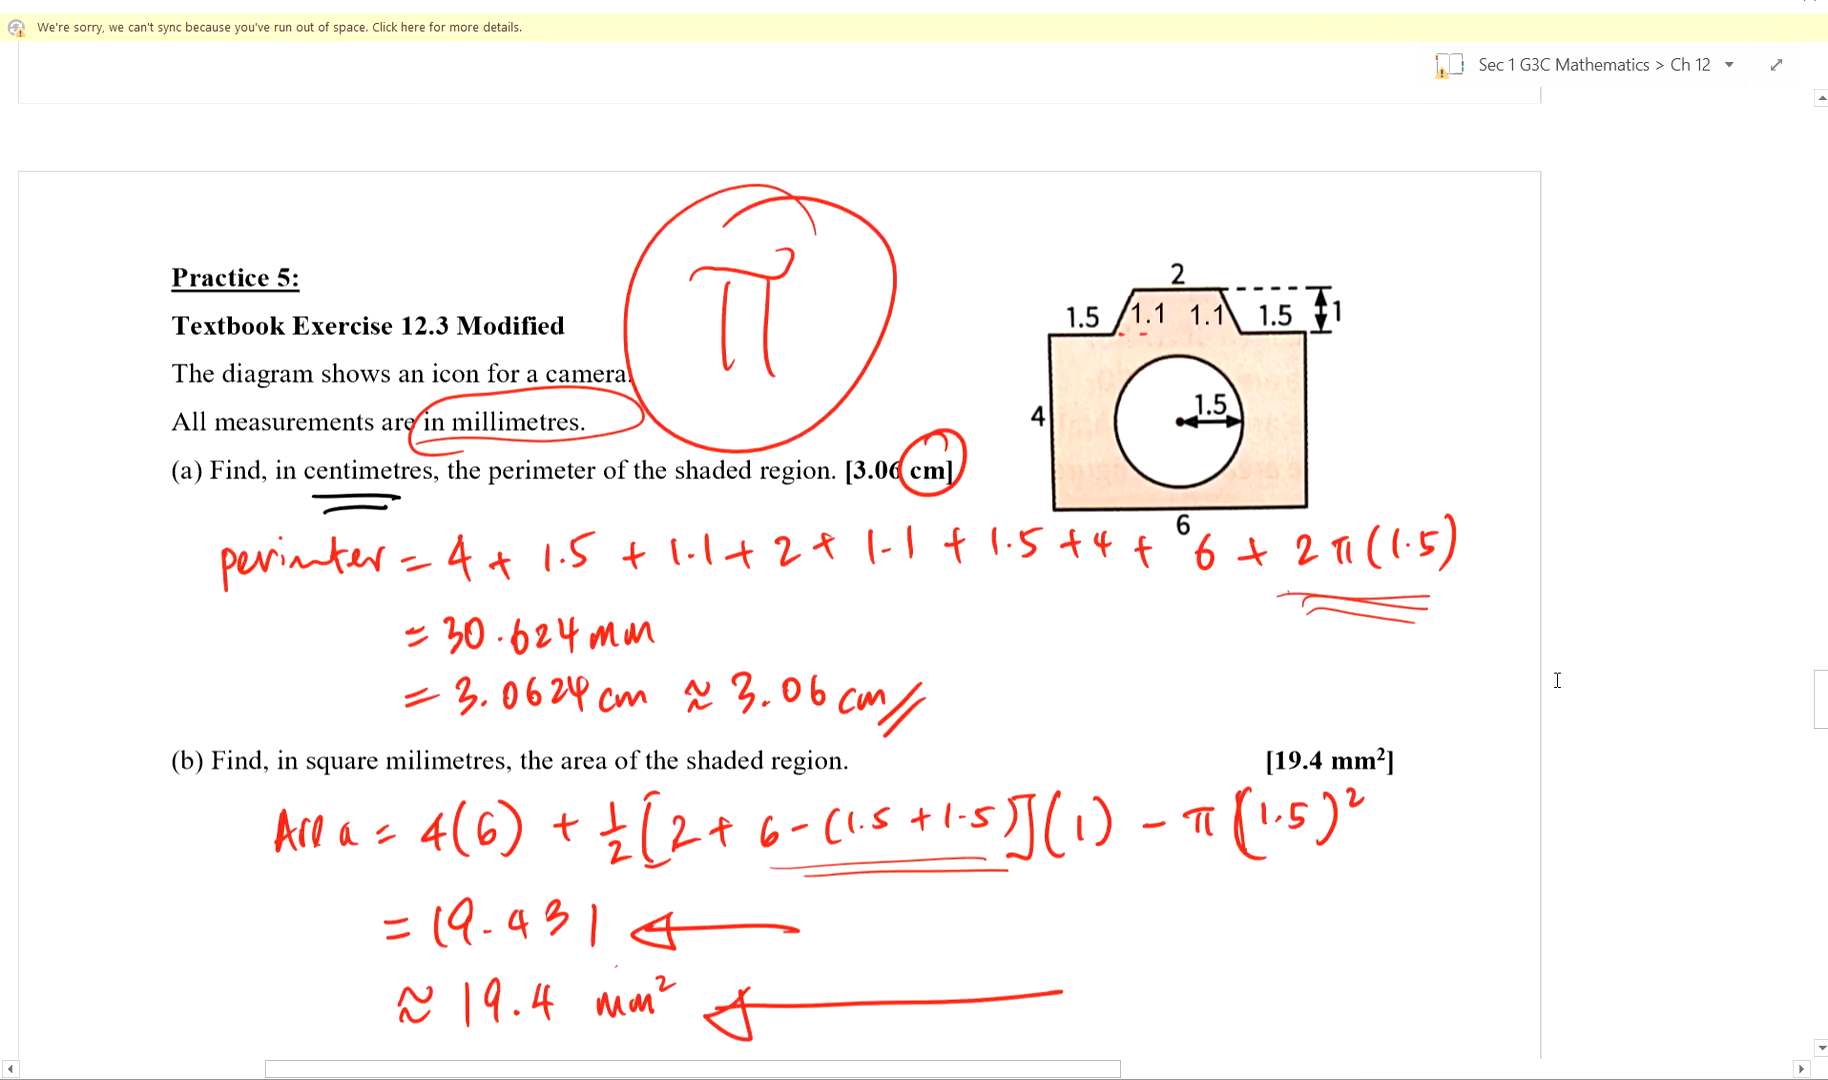 We're sorry, we can't sync because you've run out of space. Click here for more details.
Sec 1 G3C Mathematics > Ch 12
Practice 5:
Textbook Exercise 12.3 Modified
The diagram shows an icon for a camera.
All measurements are in millimetres.
(a) Find, in centimetres, the perimeter of the shaded region. [3.06 cm]
π
2
1.5 1.1 1.1 1.5 1
4
1.5
6
perimter = 4 + 1.5 + 1.1 + 2 + 1.1 + 1.5 + 4 + 6 + 2π(1.5)
= 30.624 mm
= 3.0624 cm ≈ 3.06 cm//
(b) Find, in square milimetres, the area of the shaded region. [19.4 mm²]
Area = 4(6) + ½[2 + 6 - (1.5 + 1.5)](1) - π(1.5)²
= 19.431
≈ 19.4 mm²